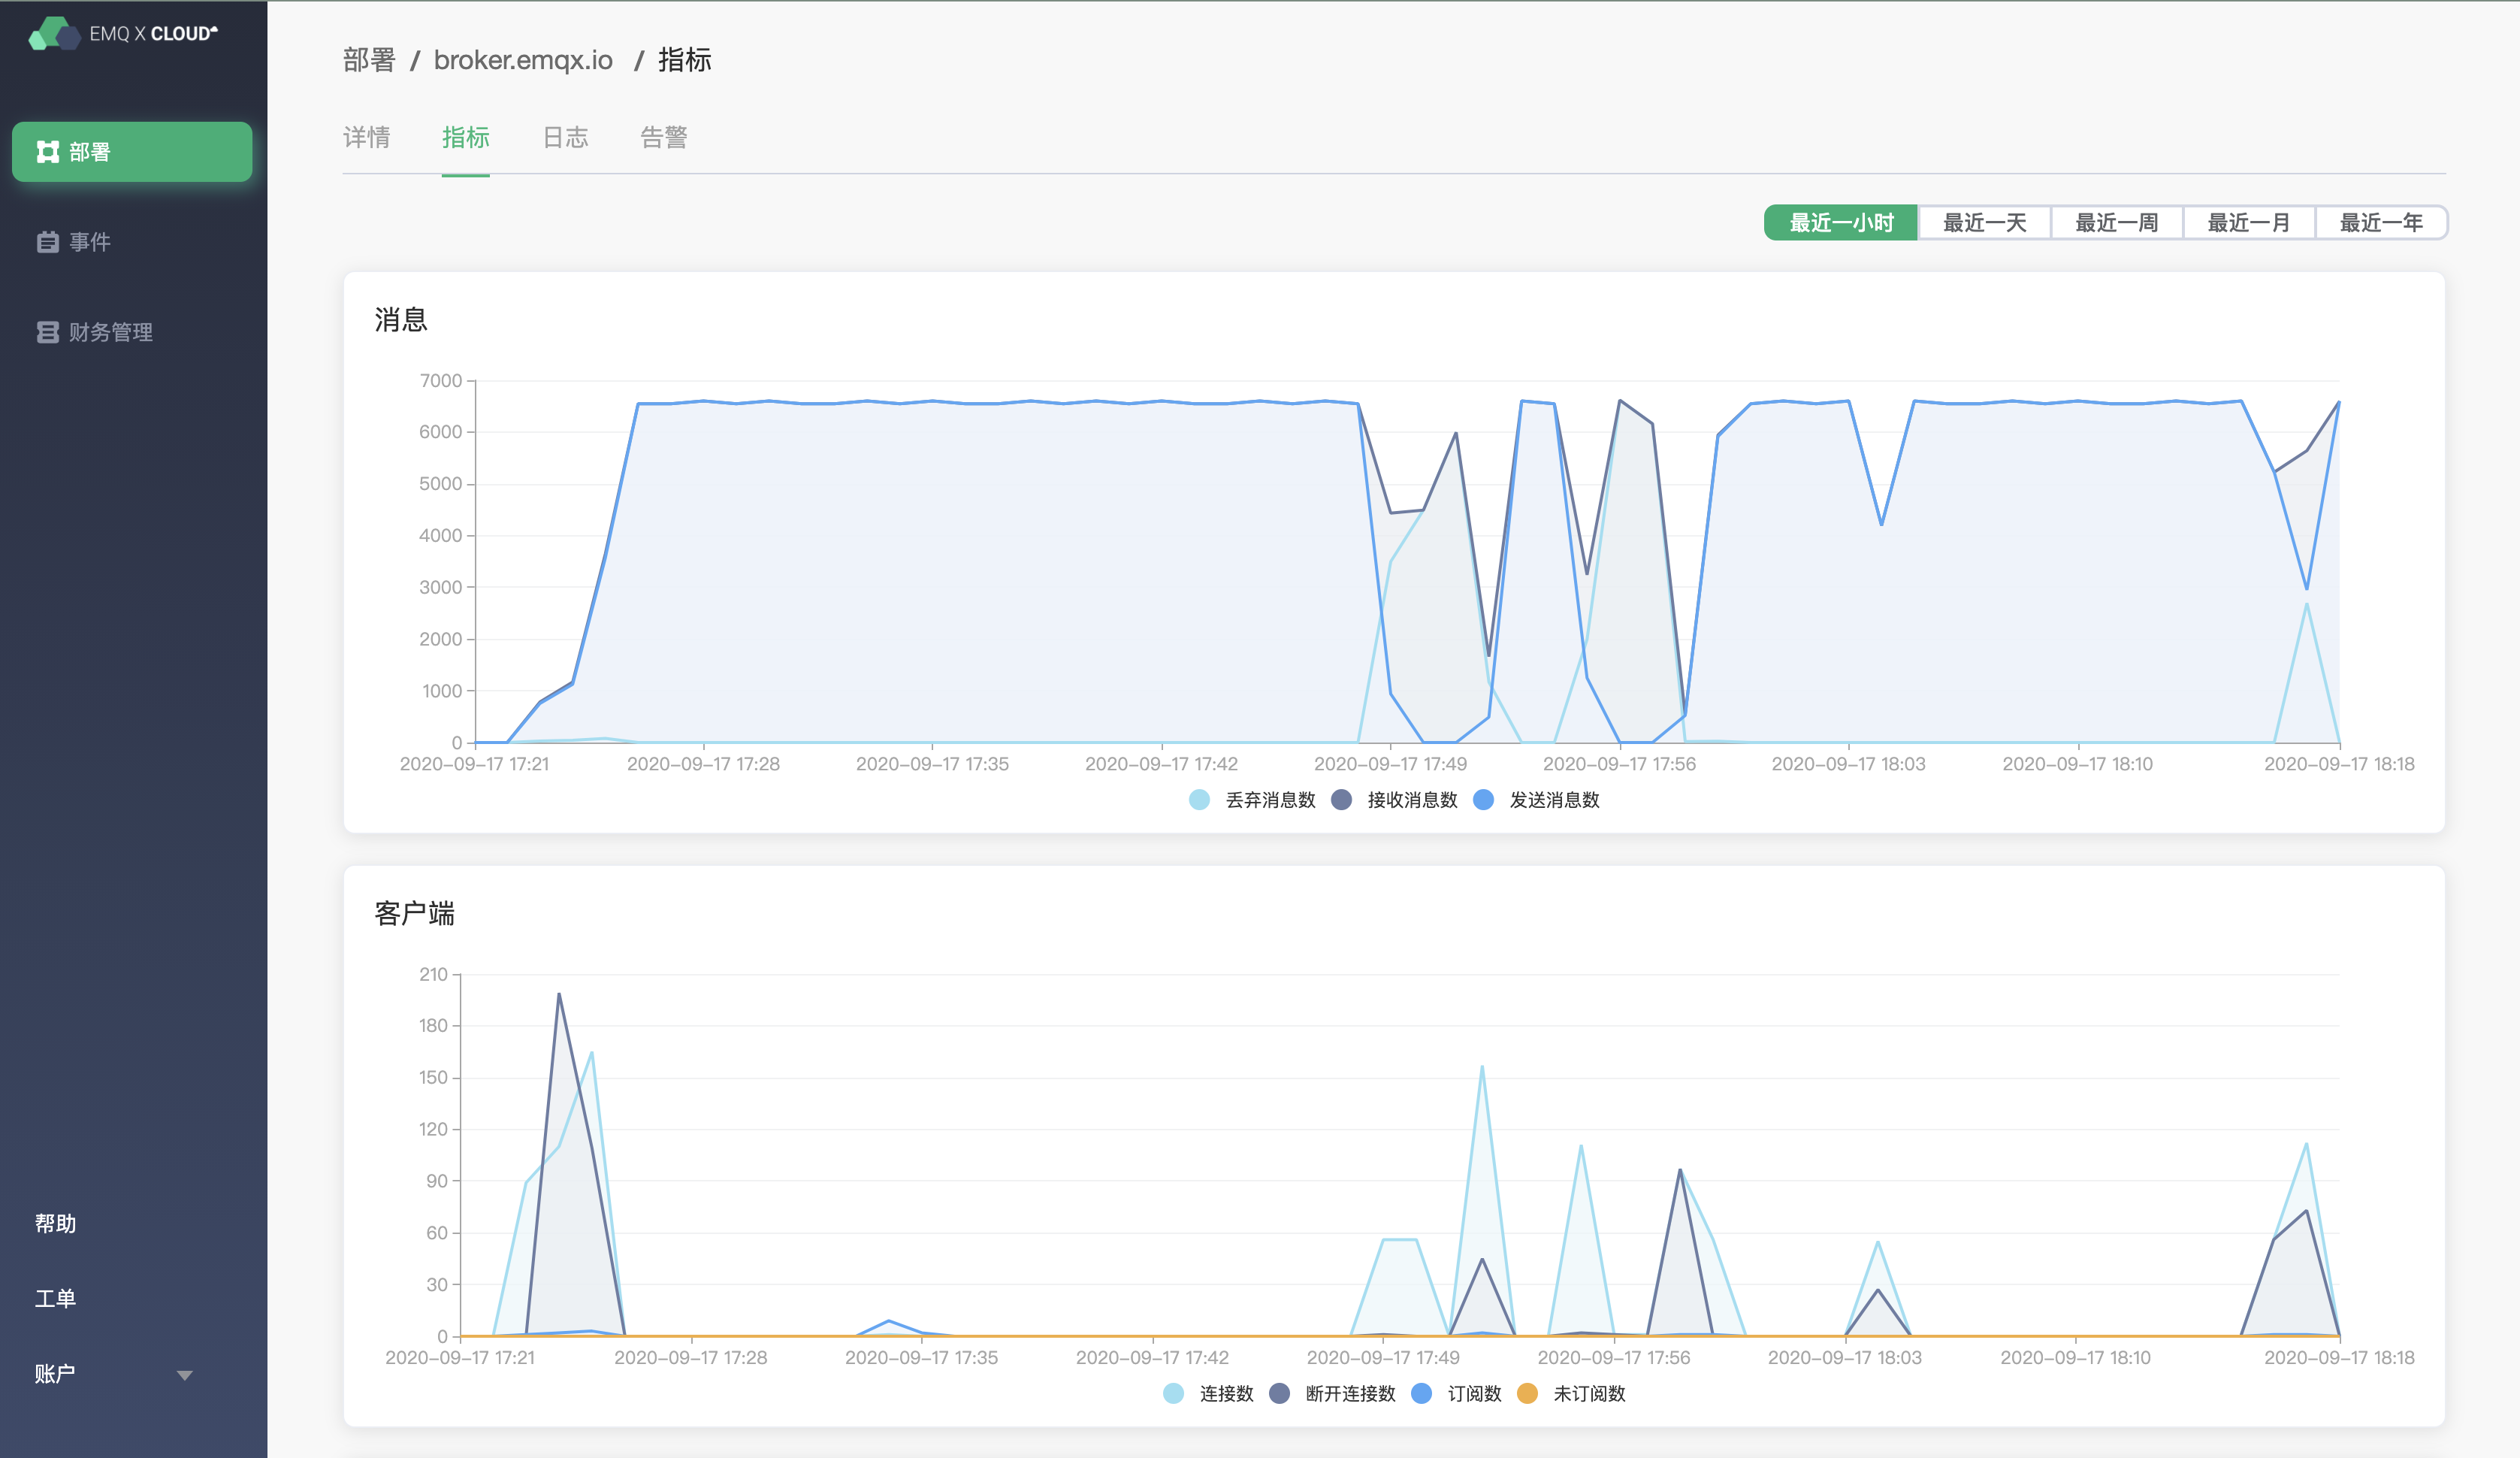 EMQ X CLOUD
部署
事件
财务管理
帮助
工单
账户
部署 / broker.emqx.io / 指标
详情 指标 日志 告警
最近一小时 最近一天 最近一周 最近一月 最近一年
消息
7000
6000
5000
4000
3000
2000
1000
0
2020-09-17 17:21 2020-09-17 17:28 2020-09-17 17:35 2020-09-17 17:42 2020-09-17 17:49 2020-09-17 17:56 2020-09-17 18:03 2020-09-17 18:10 2020-09-17 18:18
丢弃消息数 接收消息数 发送消息数
客户端
210
180
150
120
90
60
30
0
2020-09-17 17:21 2020-09-17 17:28 2020-09-17 17:35 2020-09-17 17:42 2020-09-17 17:49 2020-09-17 17:56 2020-09-17 18:03 2020-09-17 18:10 2020-09-17 18:18
连接数 断开连接数 订阅数 未订阅数